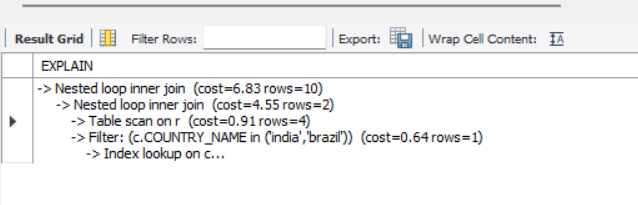 Result Grid Filter Rows: Export: Wrap Cell Content: IA
EXPLAIN
-> Nested loop inner join (cost=6.83 rows=10)
-> Nested loop inner join (cost=4.55 rows=2)
-> Table scan on r (cost=0.91 rows=4)
-> Filter: (c.COUNTRY_NAME in ('india','brazil')) (cost=0.64 rows=1)
-> Index lookup on c...